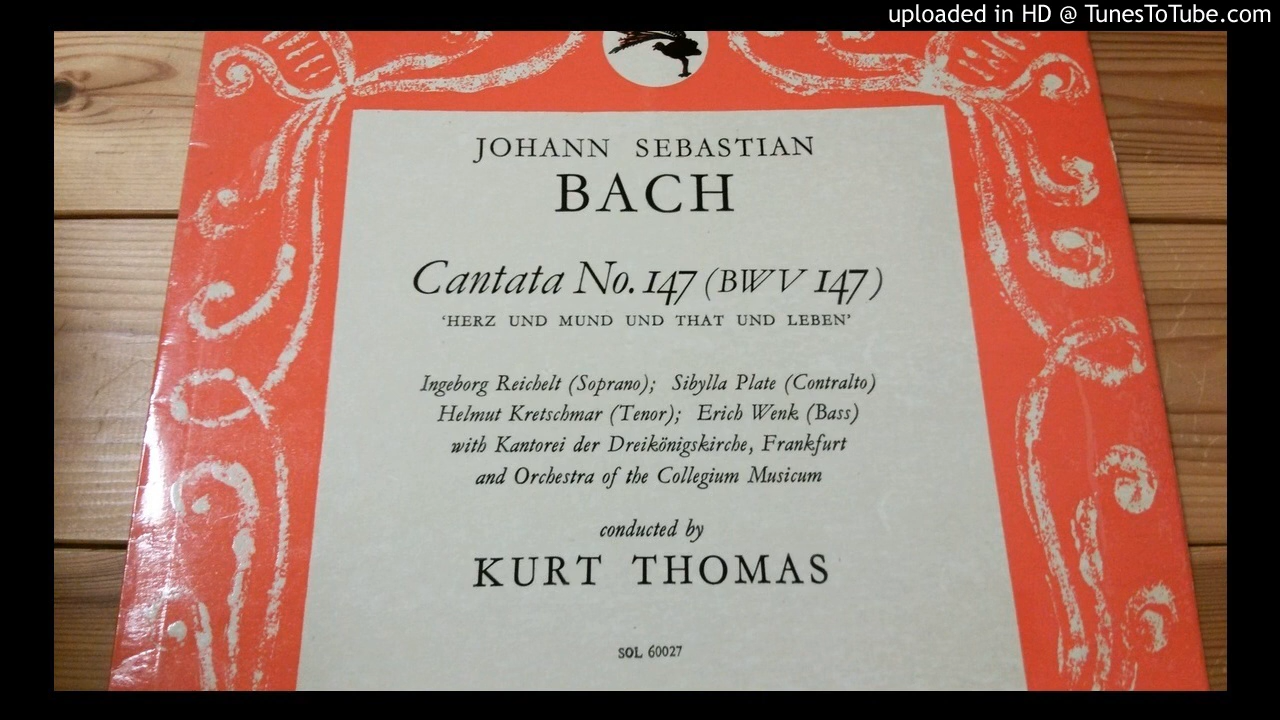 uploaded in HD @ TunesToTube.com
JOHANN SEBASTIAN
BACH
Cantata No. 147 (BWV 147)
‘HERZ UND MUND UND THAT UND LEBEN’
Ingeborg Reichelt (Soprano); Sibylla Plate (Contralto)
Helmut Kretschmar (Tenor); Erich Wenk (Bass)
with Kantorei der Dreikönigskirche, Frankfurt
and Orchestra of the Collegium Musicum
conducted by
KURT THOMAS
SOL 60027